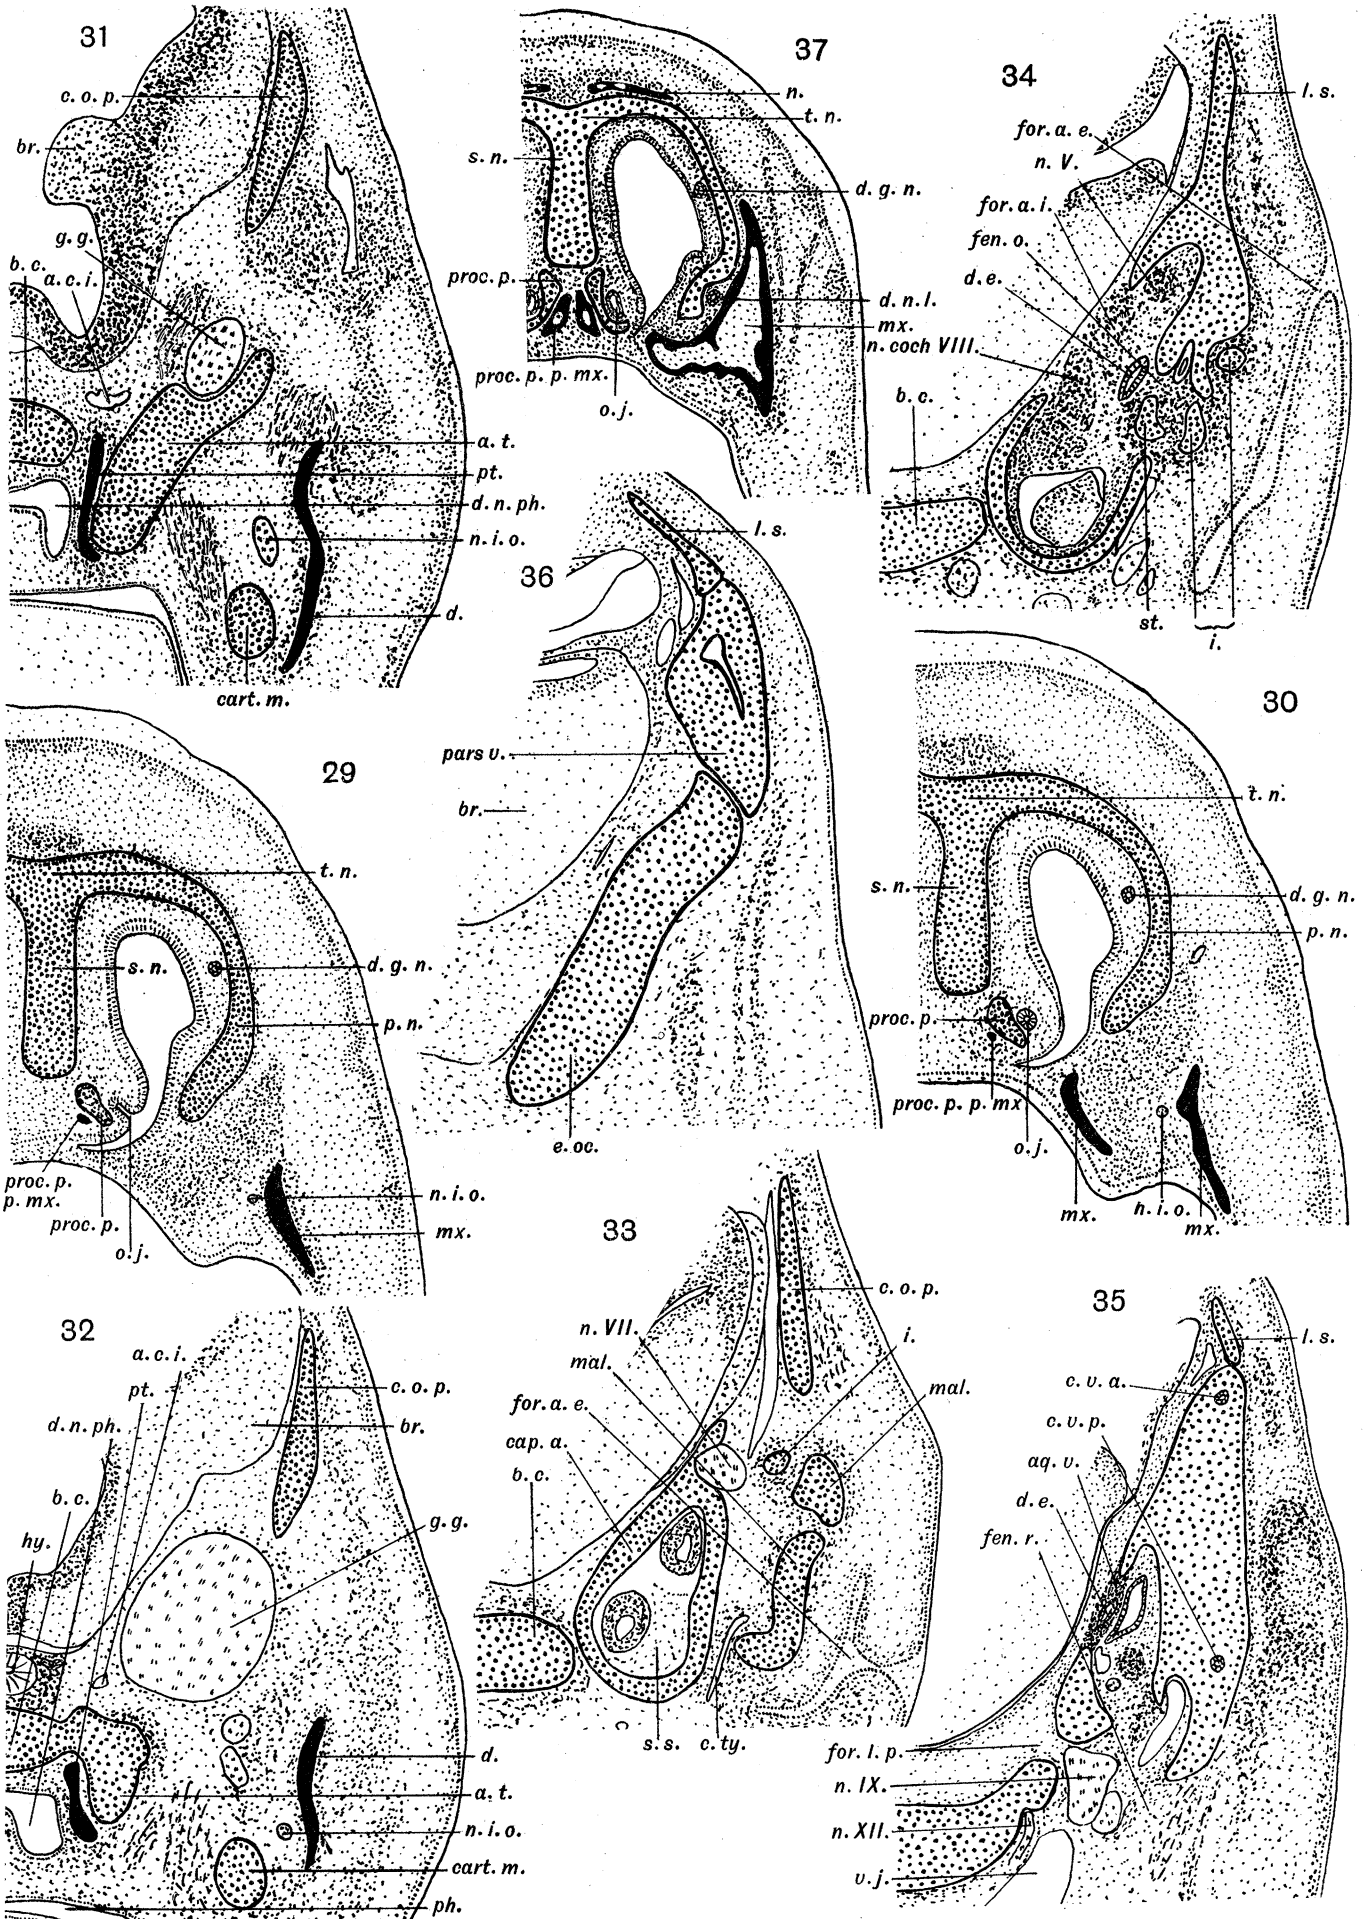 31
c. o. p.
br.
g. g.
b. c.
a. c. i.
a. t.
pt.
d. n. ph.
n. i. o.
d.
cart. m.
37
n.
t. n.
s. n.
d. g. n.
proc. p.
d. n. l.
mx.
proc. p. p. mx.
o. j.
34
l. s.
for. a. e.
n. V.
for. a. i.
fen. o.
d. e.
n. coch VIII.
b. c.
st.
i.
36
l. s.
pars v.
br.
e. oc.
29
t. n.
s. n.
d. g. n.
p. n.
proc. p.
p. mx.
proc. p.
o. j.
n. i. o.
mx.
30
t. n.
s. n.
d. g. n.
p. n.
proc. p.
proc. p. p. mx
o. j.
mx.
h. i. o.
mx.
32
a. c. i.
pt.
c. o. p.
d. n. ph.
br.
b. c.
g. g.
hy.
d.
a. t.
n. i. o.
cart. m.
ph.
33
c. o. p.
n. VII.
i.
mal.
mal.
for. a. e.
cap. a.
b. c.
s. s.
c. ty.
35
l. s.
c. v. a.
c. v. p.
aq. v.
d. e.
fen. r.
for. l. p.
n. IX.
n. XII.
v. j.